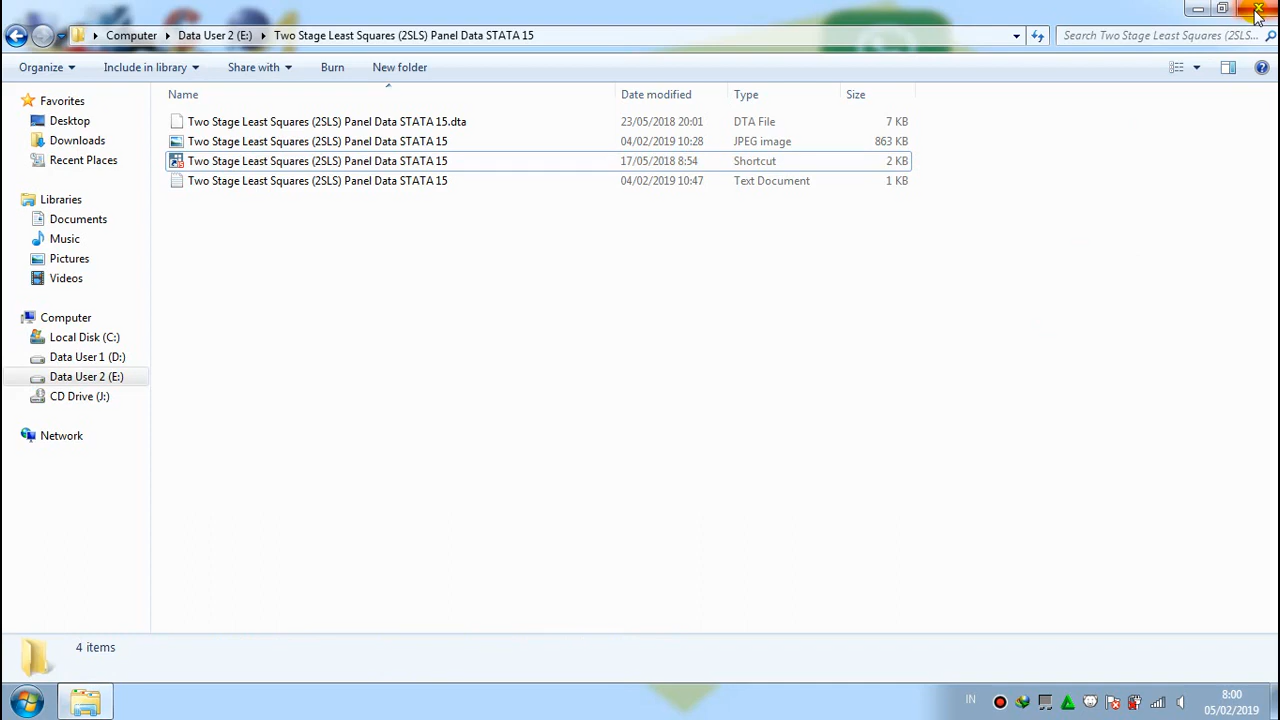 Computer Data User 2 (E:) Two Stage Least Squares (2SLS) Panel Data STATA 15 Search Two Stage Least Squares (2SLS)...
Organize Include in library Share with Burn New folder
Favorites
Desktop
Downloads
Recent Places
Libraries
Documents
Music
Pictures
Videos
Computer
Local Disk (C:)
Data User 1 (D:)
Data User 2 (E:)
CD Drive (J:)
Network
Name Date modified Type Size
Two Stage Least Squares (2SLS) Panel Data STATA 15.dta 23/05/2018 20:01 DTA File 7 KB
Two Stage Least Squares (2SLS) Panel Data STATA 15 04/02/2019 10:28 JPEG image 863 KB
Two Stage Least Squares (2SLS) Panel Data STATA 15 17/05/2018 8:54 Shortcut 2 KB
Two Stage Least Squares (2SLS) Panel Data STATA 15 04/02/2019 10:47 Text Document 1 KB
4 items
IN
8:00
05/02/2019